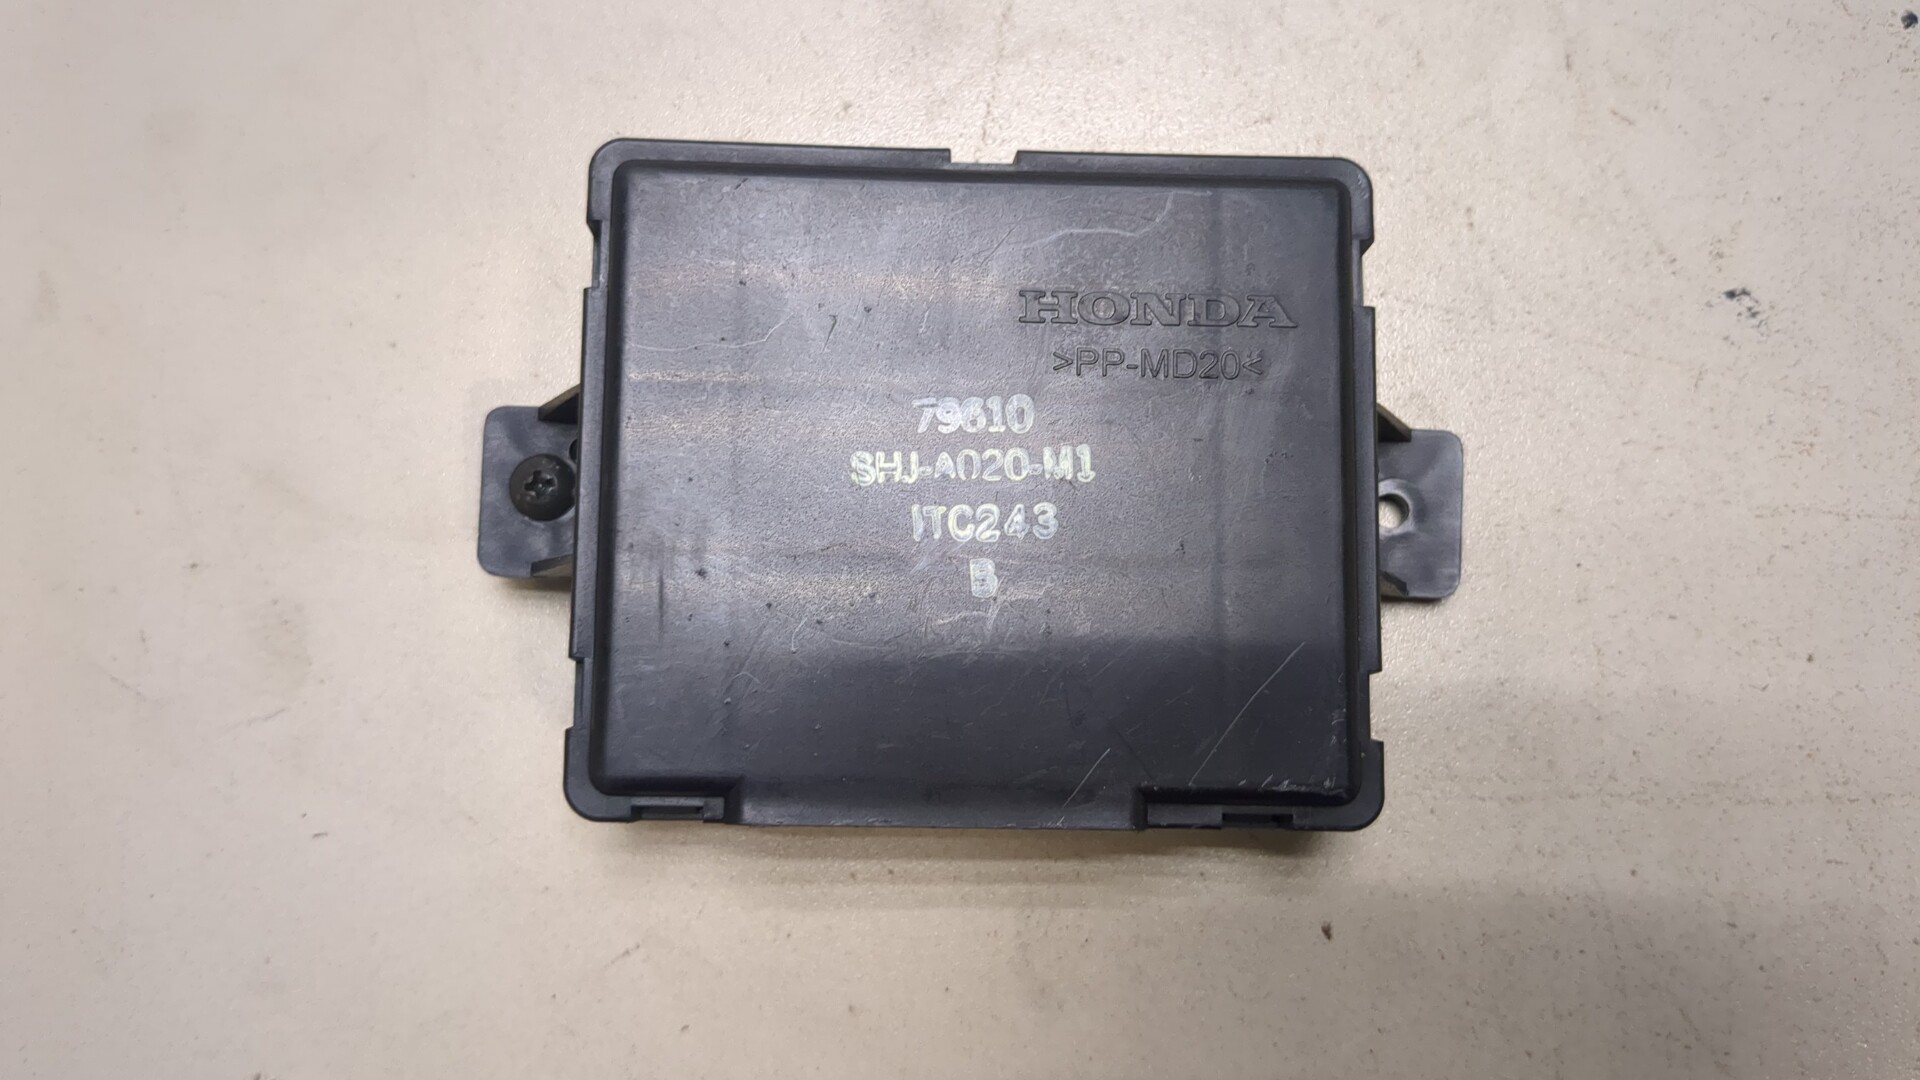 HONDA
>PP-MD20<
79610
SHJ-A020-M1
ITC243
B